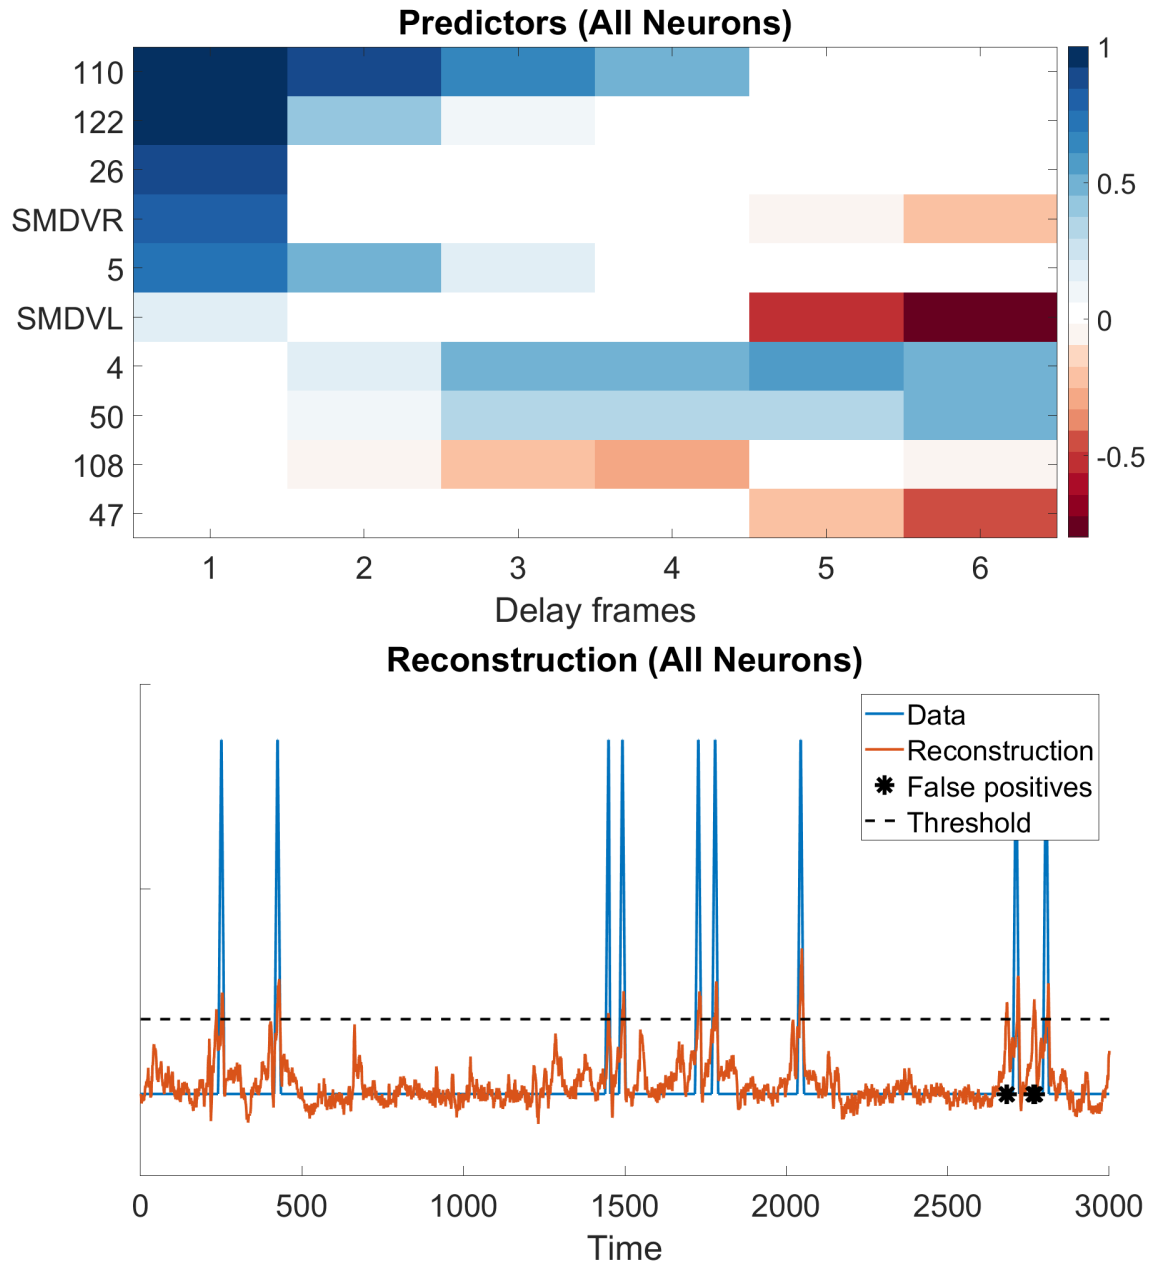 Predictors (All Neurons)
110
122
26
SMDVR
5
SMDVL
4
50
108
47
1
0.5
0
-0.5
1 2 3 4 5 6
Delay frames
Reconstruction (All Neurons)
Data
Reconstruction
False positives
Threshold
0 500 1000 1500 2000 2500 3000
Time